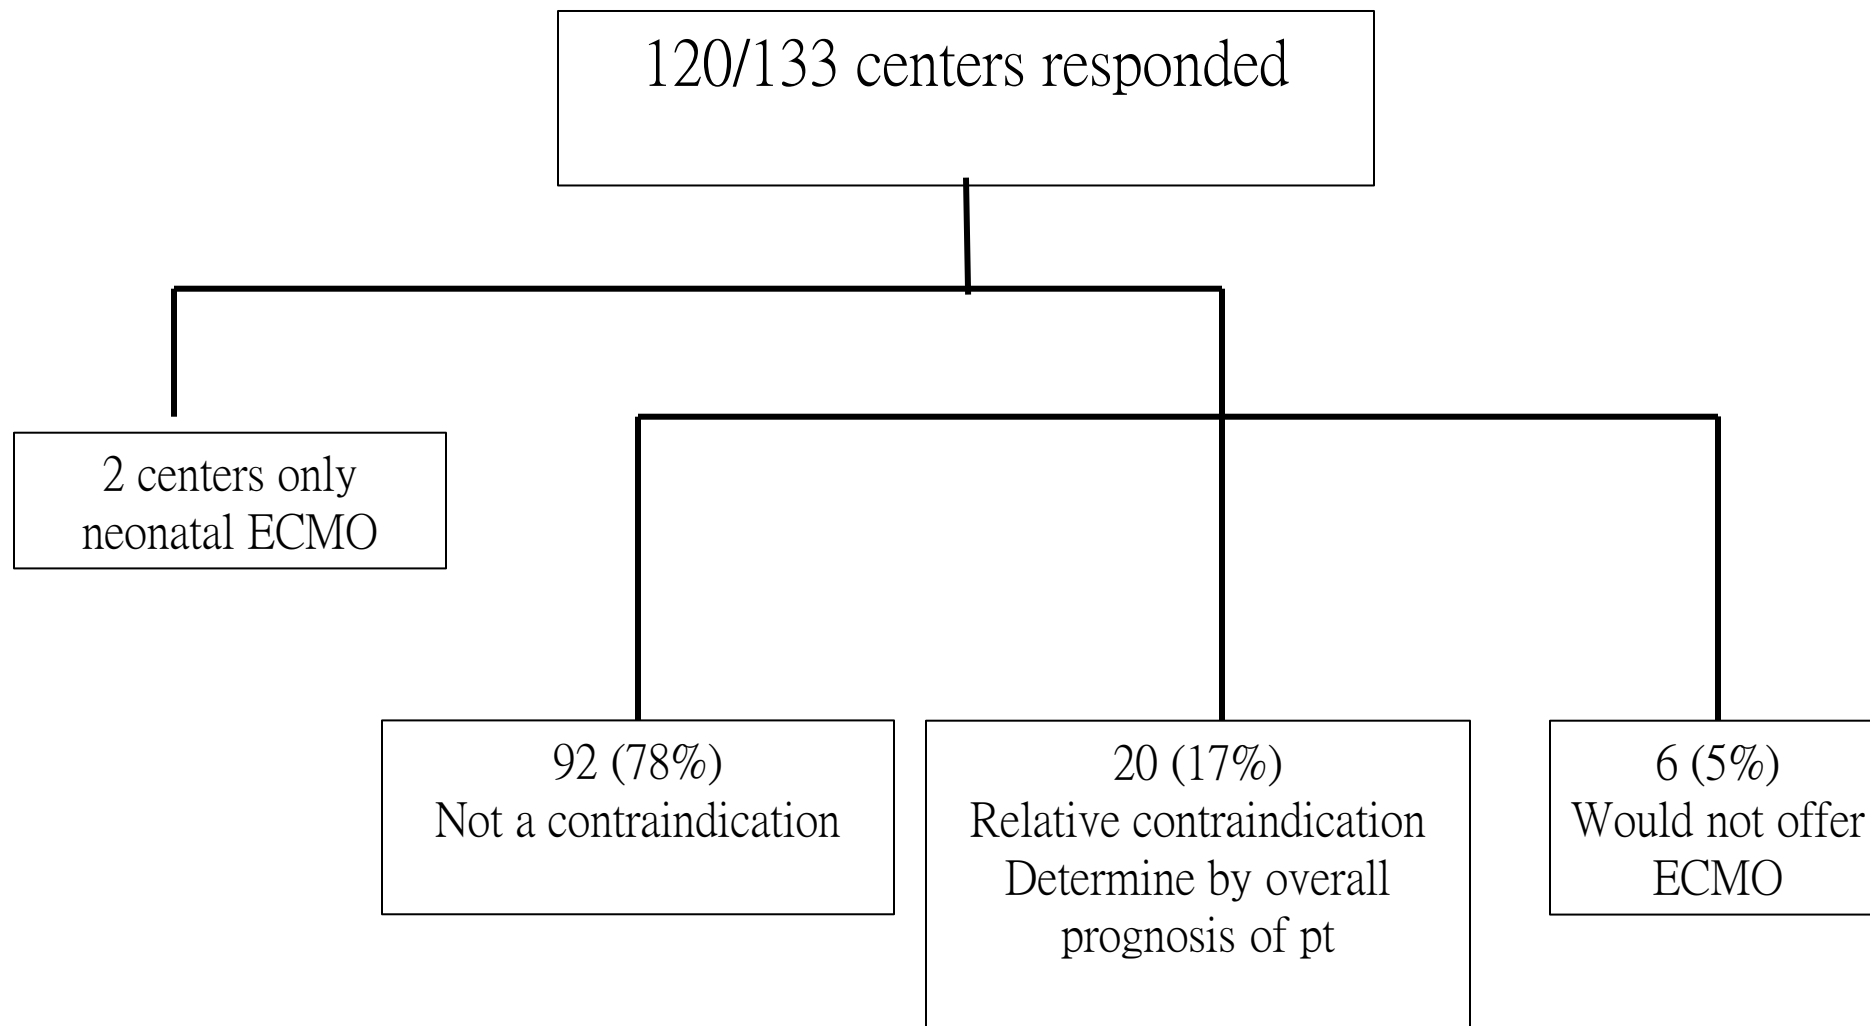 120/133 centers responded
2 centers only
neonatal ECMO
92 (78%)
Not a contraindication
20 (17%)
Relative contraindication
Determine by overall
prognosis of pt
6 (5%)
Would not offer
ECMO